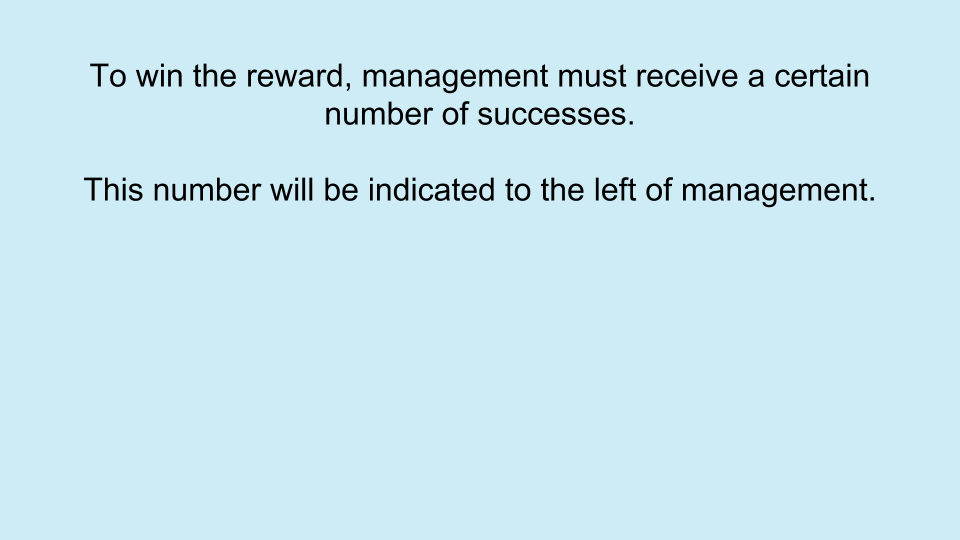 To win the reward, management must receive a certain
number of successes.
This number will be indicated to the left of management.